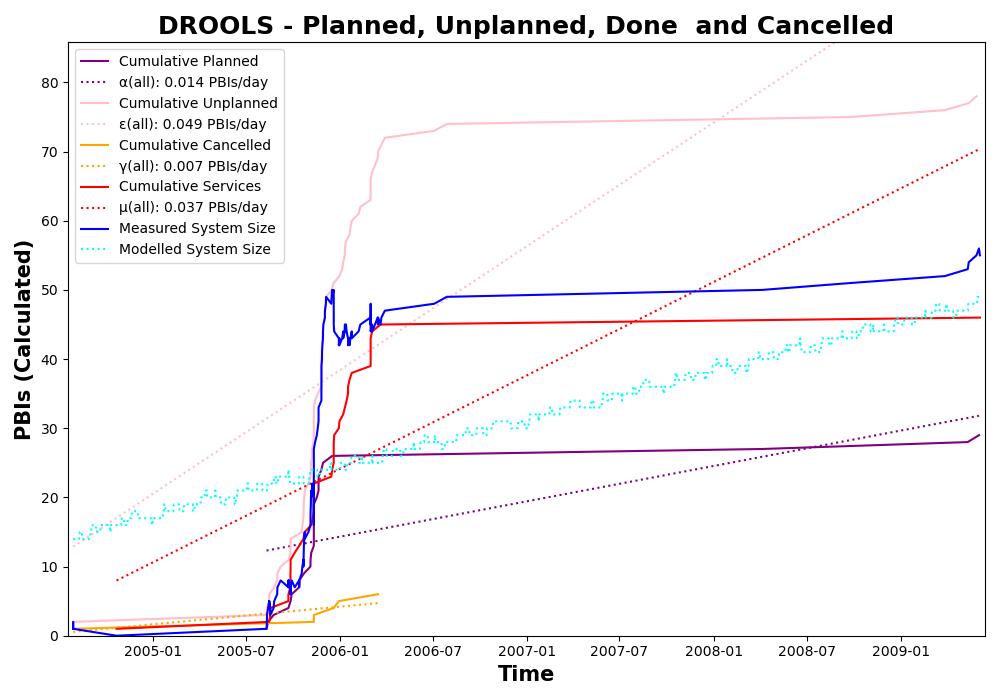 DROOLS - Planned, Unplanned, Done  and Cancelled
PBIs (Calculated)
80
70
60
50
40
30
20
10
0
Cumulative Planned
α(all): 0.014 PBIs/day
Cumulative Unplanned
ε(all): 0.049 PBIs/day
Cumulative Cancelled
γ(all): 0.007 PBIs/day
Cumulative Services
μ(all): 0.037 PBIs/day
Measured System Size
Modelled System Size
2005-01 2005-07 2006-01 2006-07 2007-01 2007-07 2008-01 2008-07 2009-01
Time